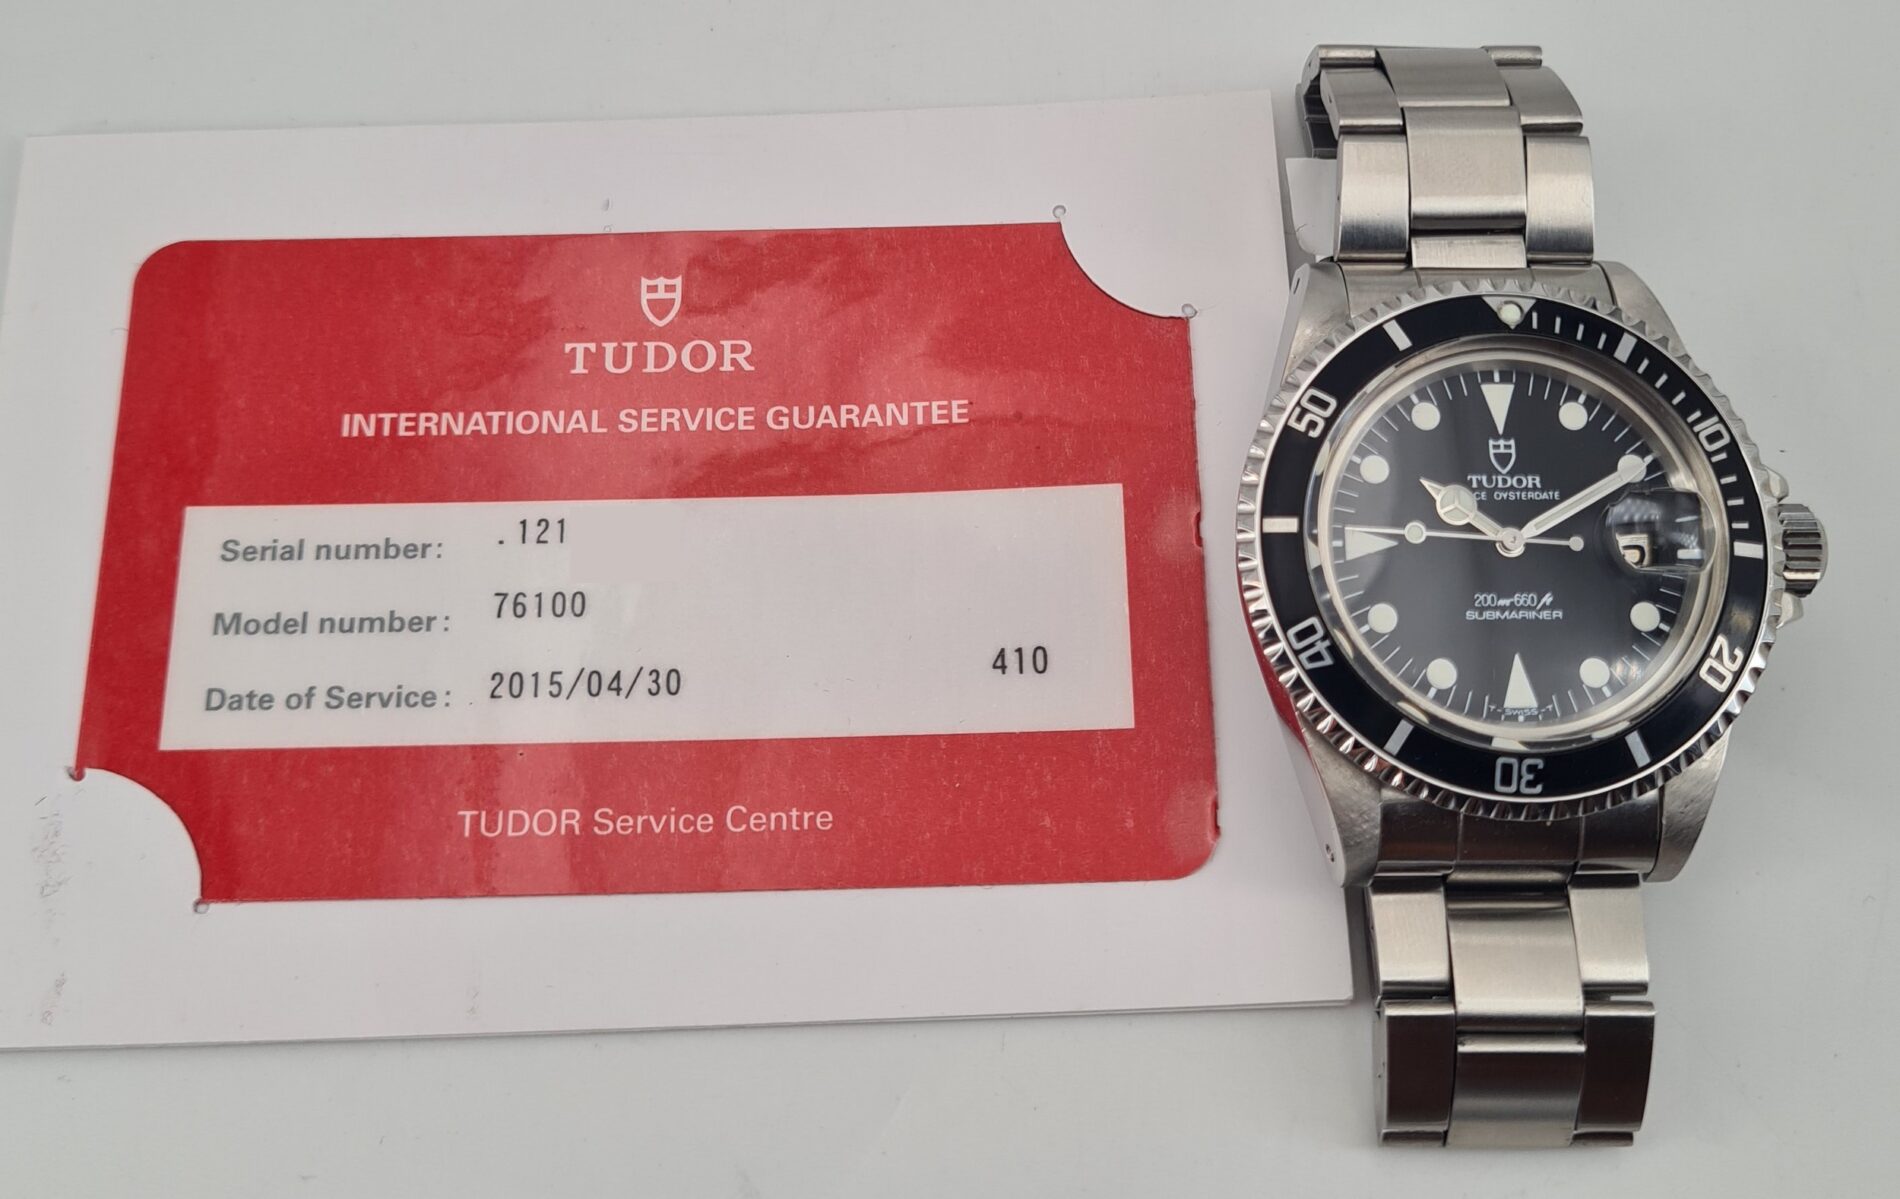 TUDOR
INTERNATIONAL SERVICE GUARANTEE
Serial number: .121
Model number: 76100
Date of Service: 2015/04/30 410
TUDOR Service Centre
10
20
30
40
50
TUDOR
OYSTERDATE
200m=660ft
SUBMARINER
T-SWISS-T